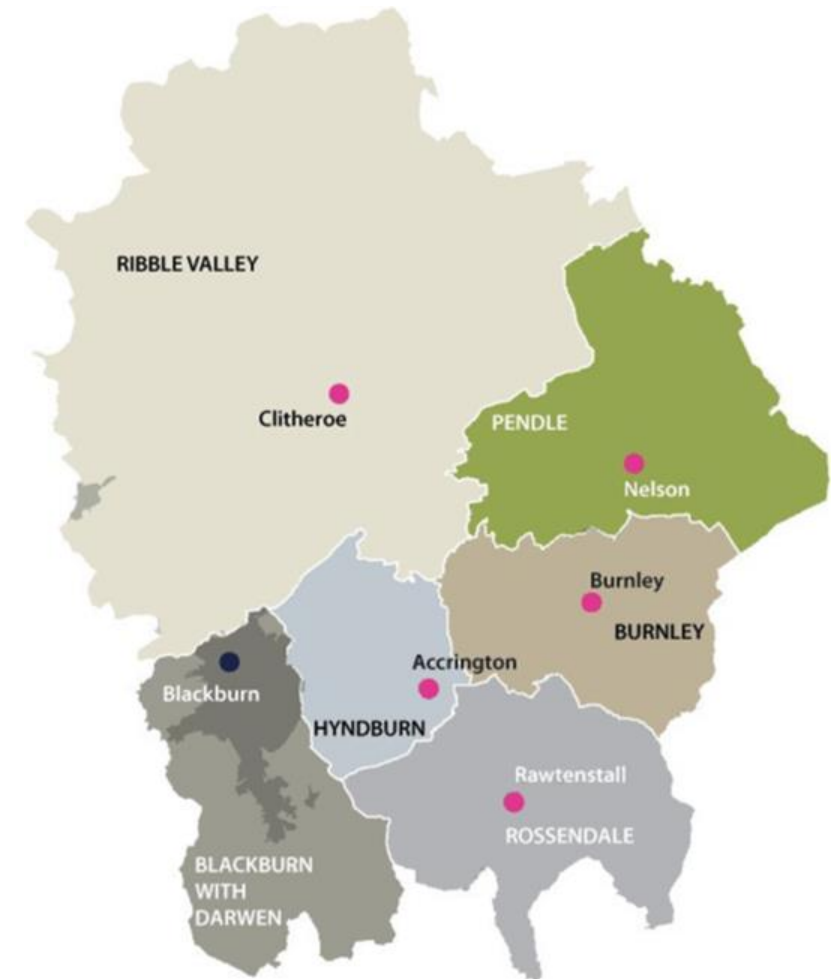 RIBBLE VALLEY
Clitheroe
PENDLE
Nelson
Burnley
BURNLEY
Accrington
Blackburn
HYNDBURN
Rawtenstall
ROSSENDALE
BLACKBURN
WITH
DARWEN